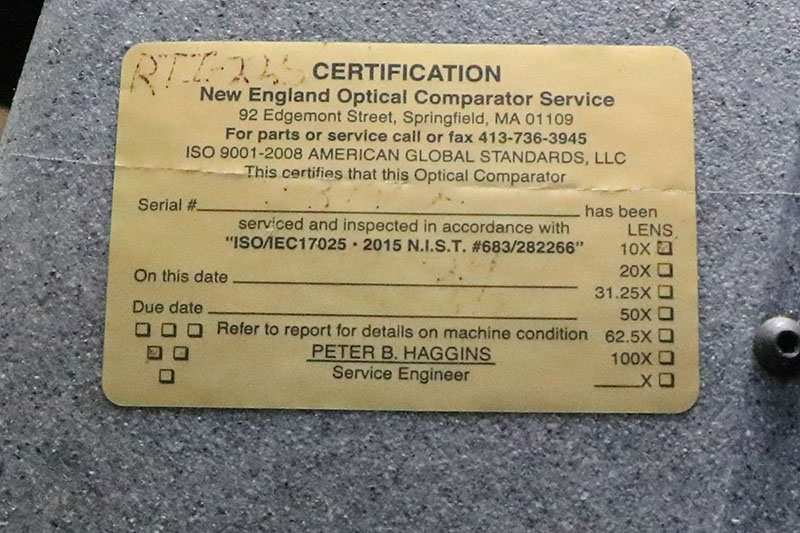 CERTIFICATION
New England Optical Comparator Service
92 Edgemont Street, Springfield, MA 01109
For parts or service call or fax 413-736-3945
ISO 9001-2008 AMERICAN GLOBAL STANDARDS, LLC
This certifies that this Optical Comparator
Serial # has been
serviced and inspected in accordance with
LENS
"ISO/IEC17025 · 2015 N.I.S.T. #683/282266"
10X
20X
On this date
31.25X
Due date
50X
Refer to report for details on machine condition
62.5X
PETER B. HAGGINS
100X
Service Engineer
X